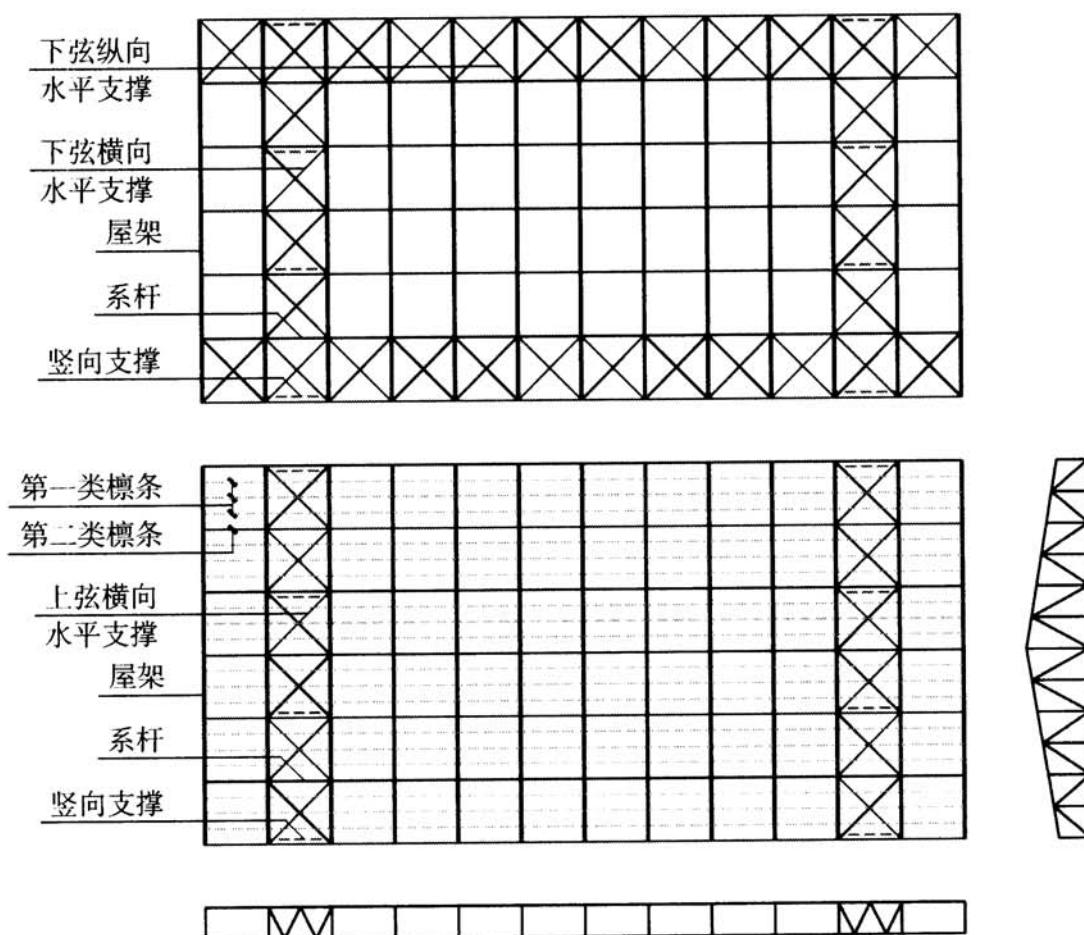 下弦纵向
水平支撑
下弦横向
水平支撑
屋架
系杆
竖向支撑
第一类檩条
第二类檩条
上弦横向
水平支撑
屋架
系杆
竖向支撑